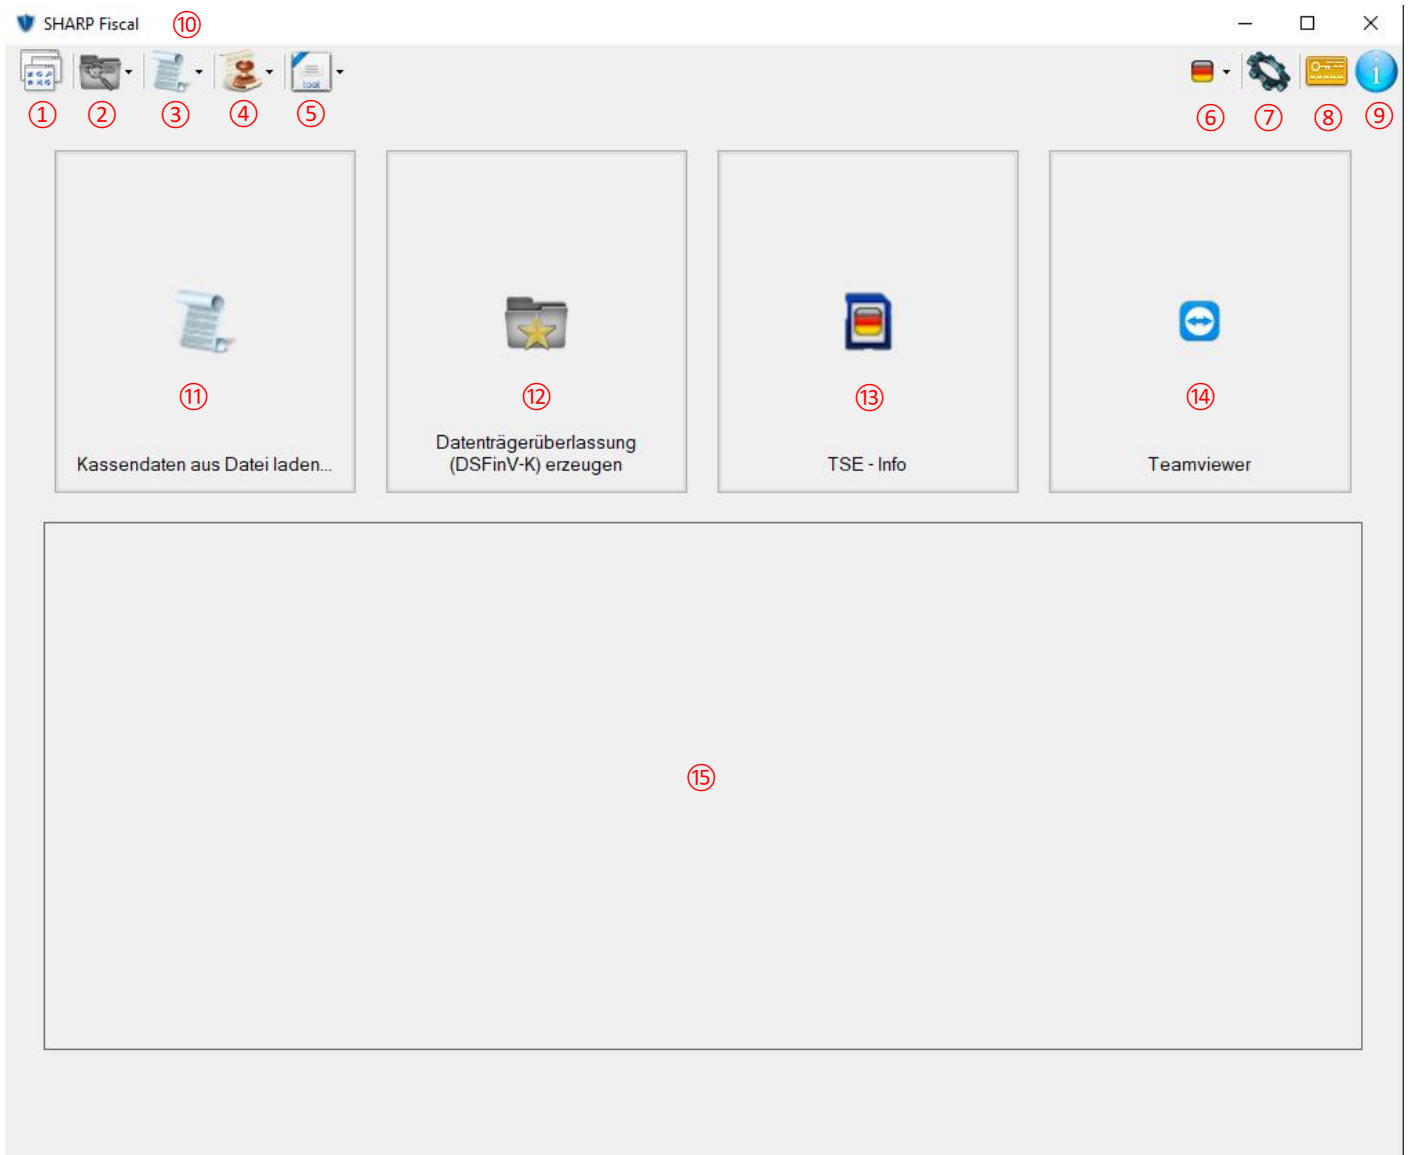 SHARP Fiscal ⑩
① ② ③ ④ ⑤ ⑥ ⑦ ⑧ ⑨
tool
⑪ ⑫ ⑬ ⑭
Kassendaten aus Datei laden...
Datenträgerüberlassung
(DSFinV-K) erzeugen
TSE - Info
Teamviewer
⑮